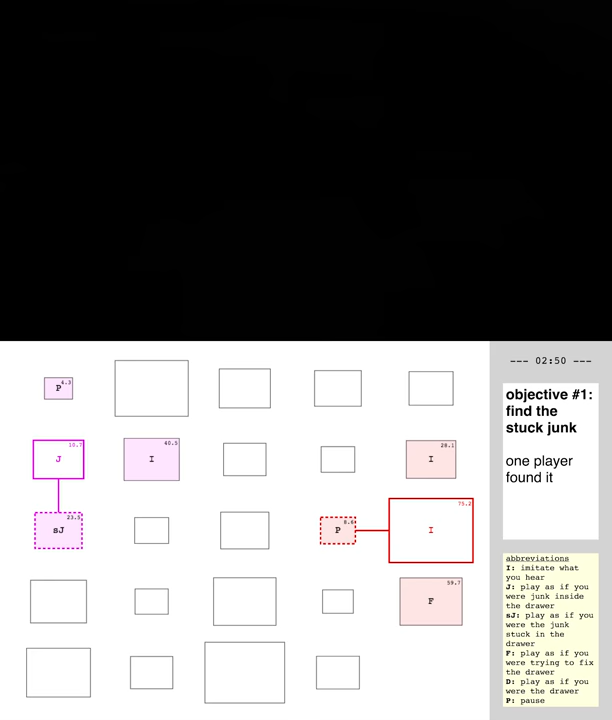 --- 02:50 ---
objective #1:
find the
stuck junk
one player
found it
4.3
P
10.7
J
40.5
I
28.1
I
23.5
sJ
8.6
P
75.2
I
59.7
F
abbreviations
I: imitate what
you hear
J: play as if you
were junk inside
the drawer
sJ: play as if you
were the junk
stuck in the
drawer
F: play as if you
were trying to fix
the drawer
D: play as if you
were the drawer
P: pause